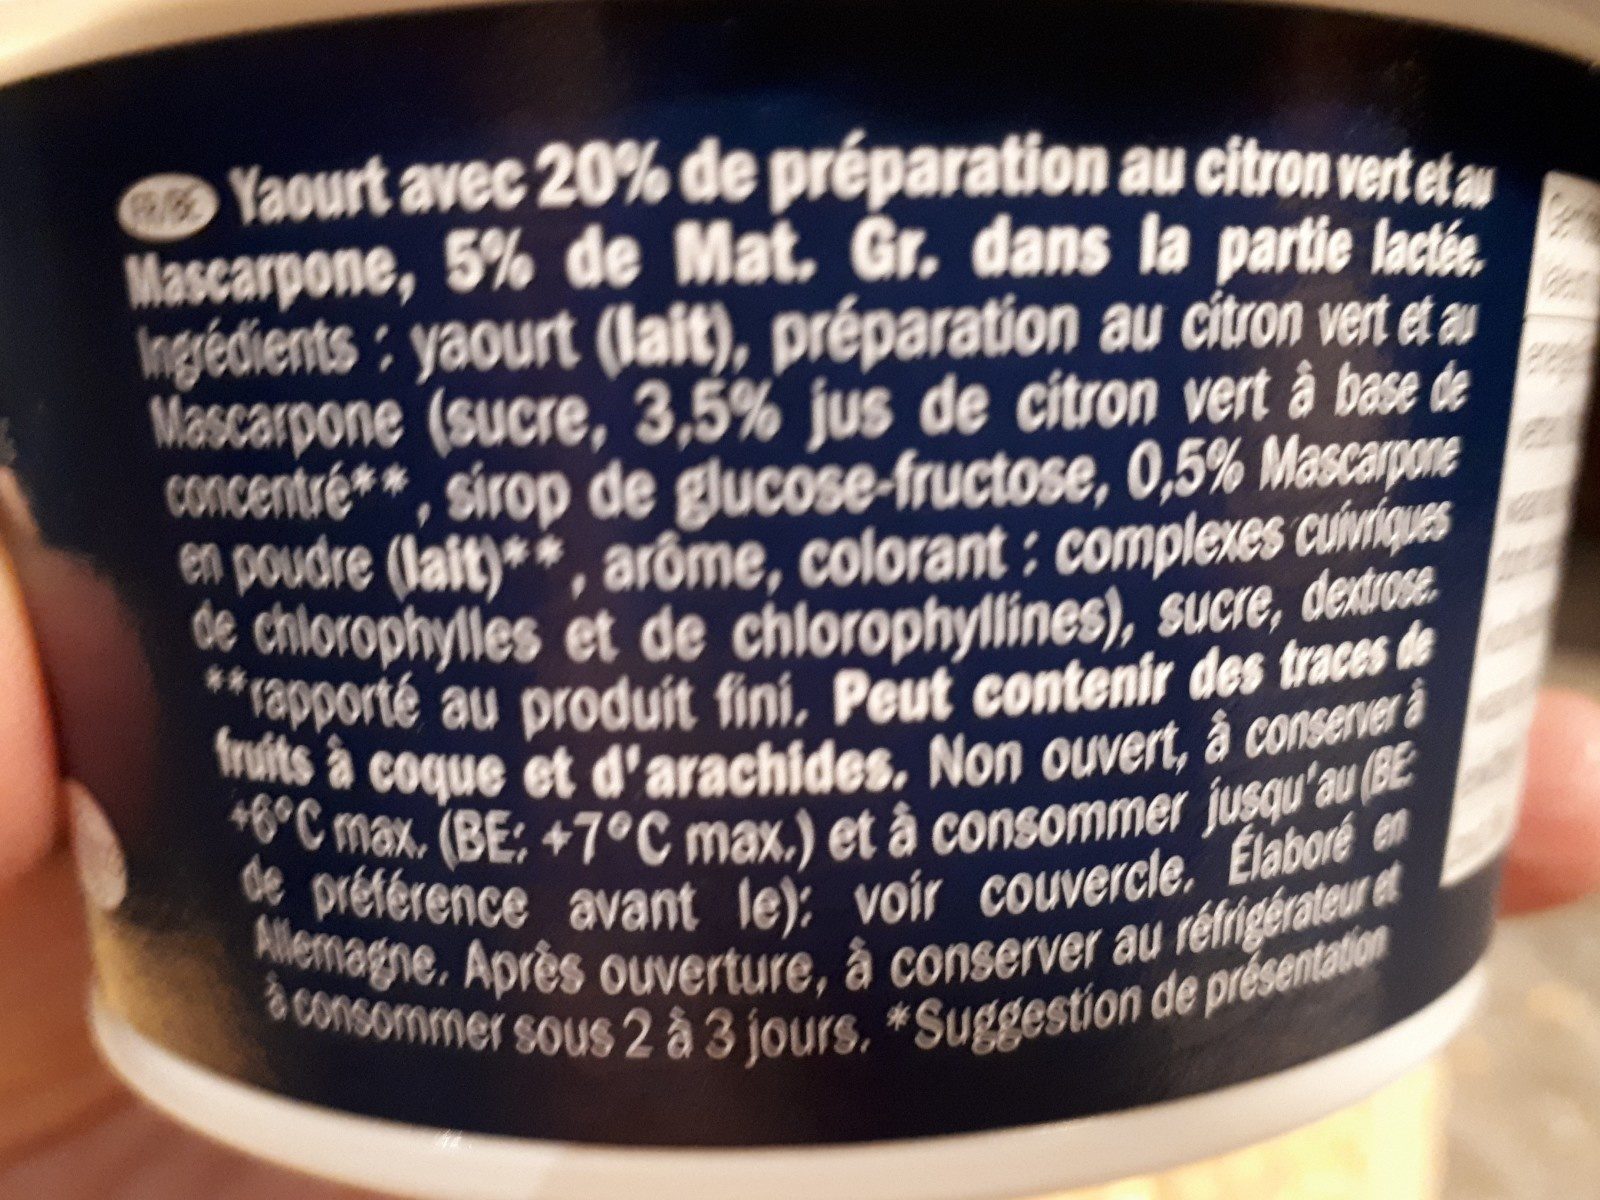 FR/BE Yaourt avec 20% de préparation au citron vert et au
Mascarpone, 5% de Mat. Gr. dans la partie lactée.
Ingrédients : yaourt (lait), préparation au citron vert et au
Mascarpone (sucre, 3,5% jus de citron vert à base de
concentré**, sirop de glucose-fructose, 0,5% Mascarpone
en poudre (lait)**, arôme, colorant : complexes cuivriques
de chlorophylles et de chlorophyllines), sucre, dextrose.
**rapporté au produit fini. Peut contenir des traces de
fruits à coque et d'arachides. Non ouvert, à conserver à
+6°C max. (BE: +7°C max.) et à consommer jusqu'au (BE:
de préférence avant le): voir couvercle. Élaboré en
Allemagne. Après ouverture, à conserver au réfrigérateur et
à consommer sous 2 à 3 jours. *Suggestion de présentation